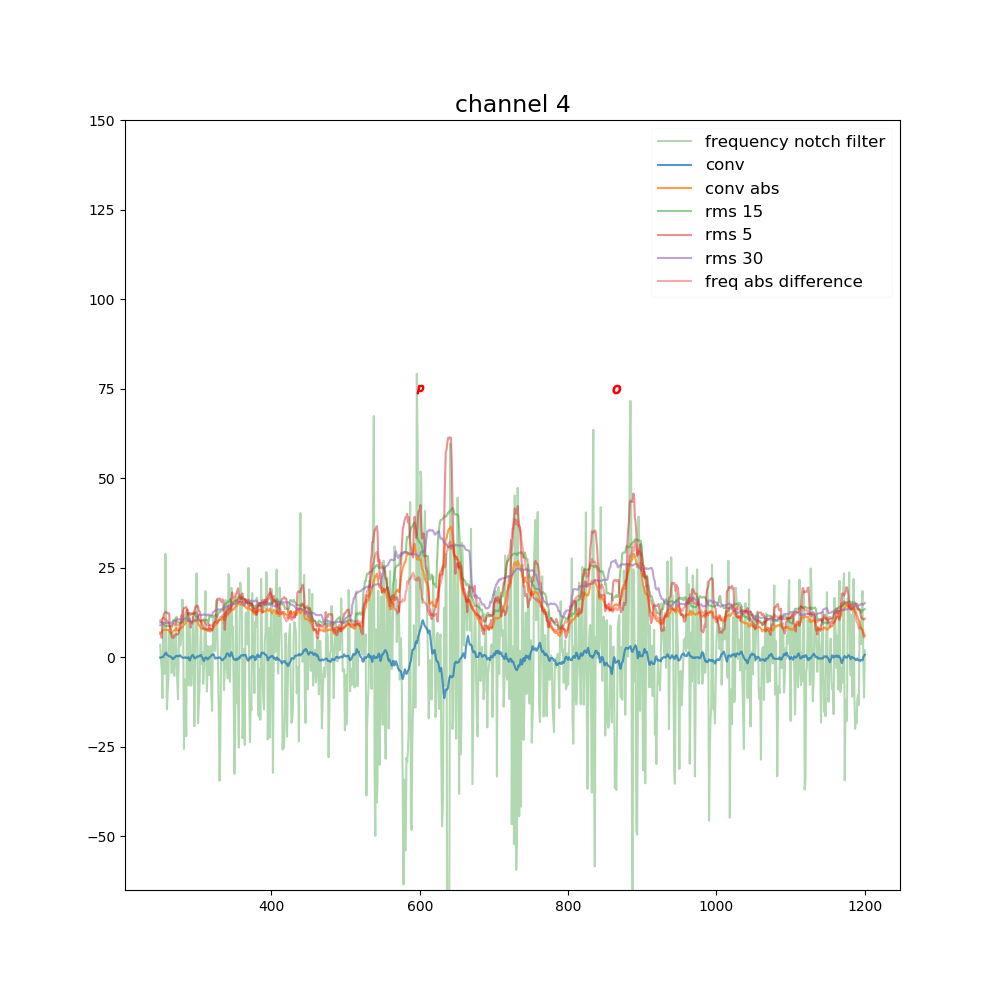 channel 4
150
125
100
75
50
25
0
−25
−50
400 600 800 1000 1200
frequency notch filter
conv
conv abs
rms 15
rms 5
rms 30
freq abs difference
p o